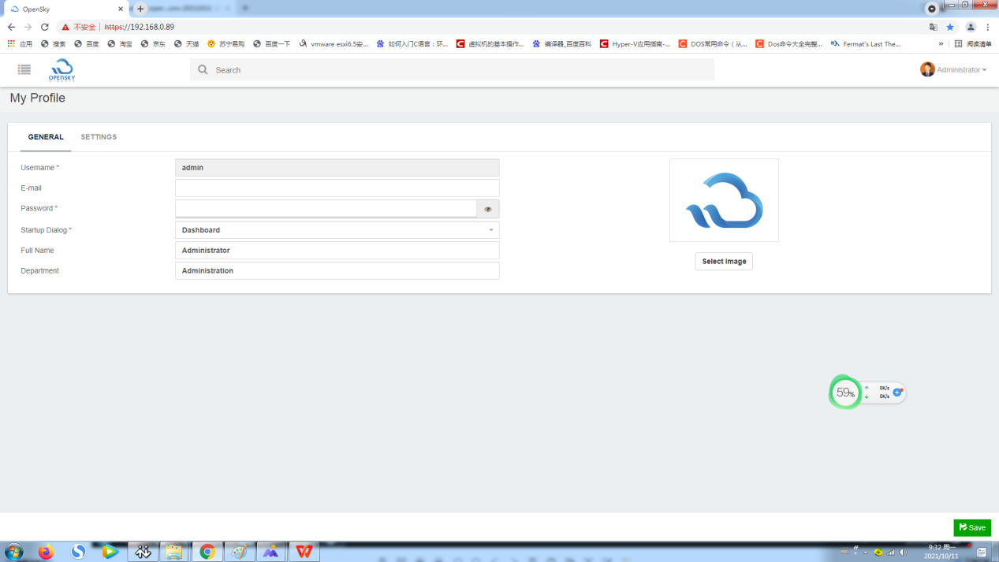 OpenSky
不安全 https://192.168.0.89
应用 搜索 百度 淘宝 京东 天猫 苏宁易购 百度一下 vmware esxi6.5安... 如何入门C语言：环... 虚拟机的基本操作_... 编译器_百度百科 Hyper-V应用指南-... DOS常用命令（从... Dos命令大全完整... Fermat's Last The... » 阅读清单
OPENSKY
Search
Administrator
My Profile
GENERAL SETTINGS
Username * admin
E-mail
Password *
Startup Dialog * Dashboard
Full Name Administrator
Department Administration
Select Image
59%
0K/s
0K/s
Save
9:32 周一
2021/10/11